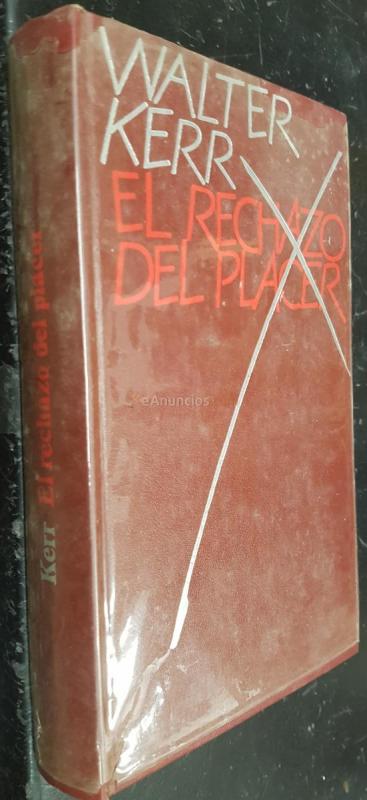 WALTER
KERR
EL RECHAZO
DEL PLACER
eAnuncios
Kerr El rechazo del placer